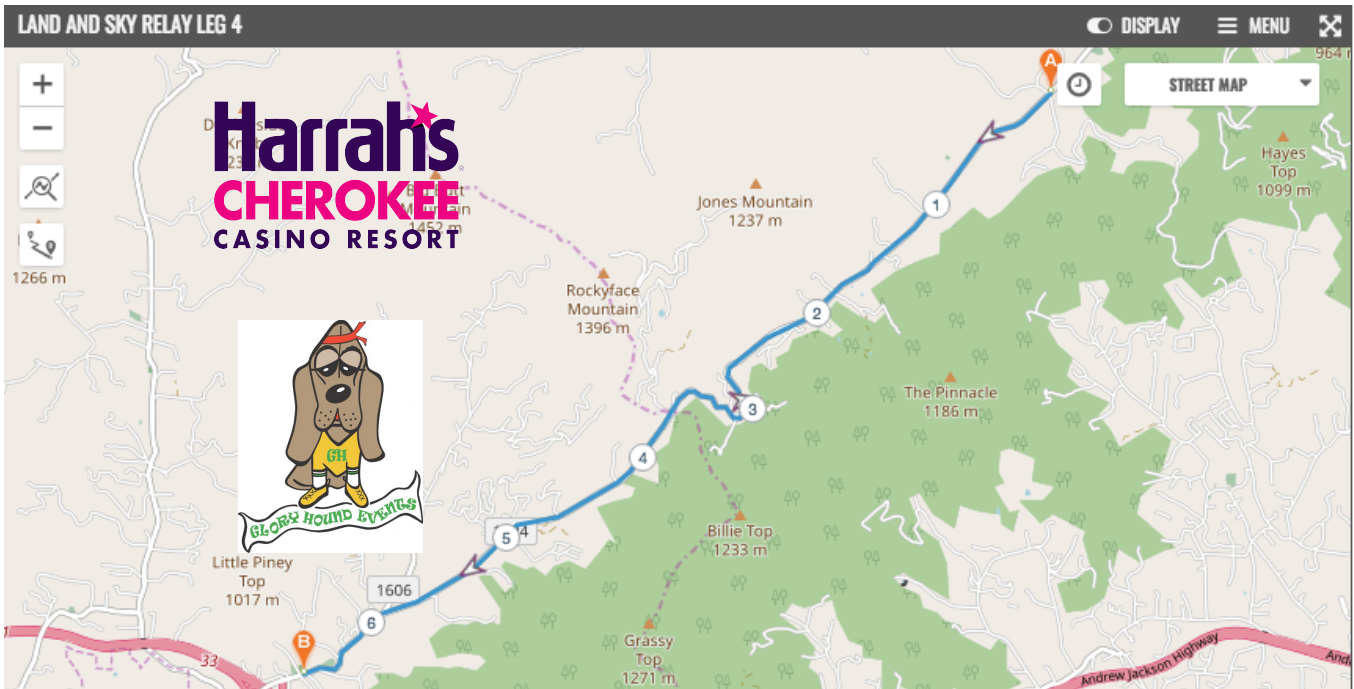 LAND AND SKY RELAY LEG 4
DISPLAY
MENU
964
A
STREET MAP
+
−
Harrah's
CHEROKEE
CASINO RESORT
Hayes
Top
1099 m
1
Jones Mountain
1237 m
1266 m
1452 m
Rockyface
Mountain
1396 m
2
The Pinnacle
1186 m
3
4
GH
GLORY HOUND EVENTS
5
4
Billie Top
1233 m
Little Piney
Top
1017 m
1606
6
B
33
Grassy
Top
1271 m
Andrew Jackson Highway